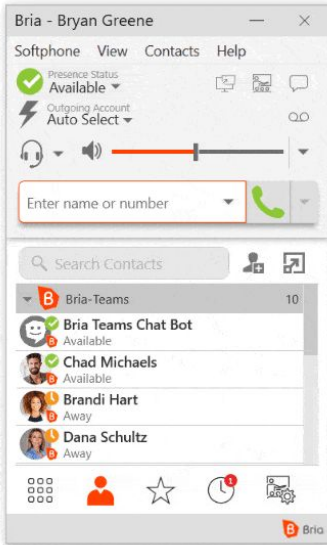 Bria - Bryan Greene
Softphone View Contacts Help
Presence Status
Available
Outgoing Account
Auto Select
Enter name or number
Search Contacts
B Bria-Teams 10
Bria Teams Chat Bot
B Available
Chad Michaels
B Available
Brandi Hart
B Away
Dana Schultz
B Away
1
B Bria